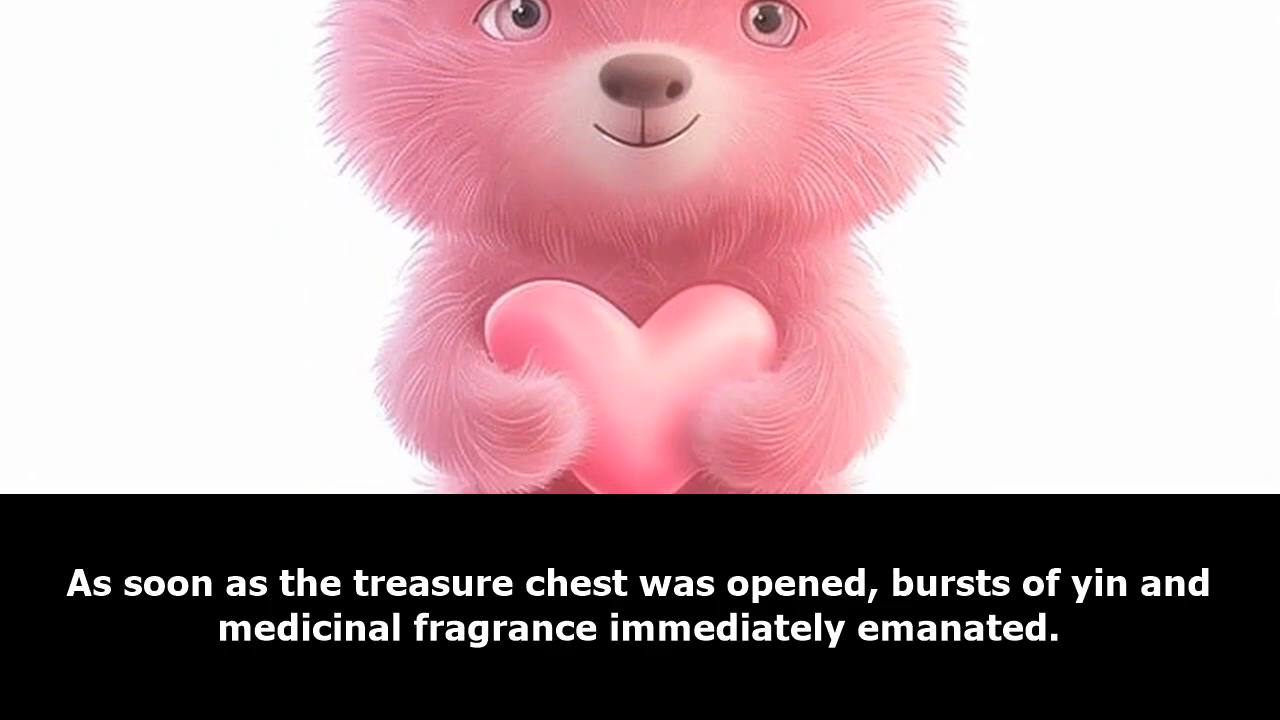 As soon as the treasure chest was opened, bursts of yin and
medicinal fragrance immediately emanated.